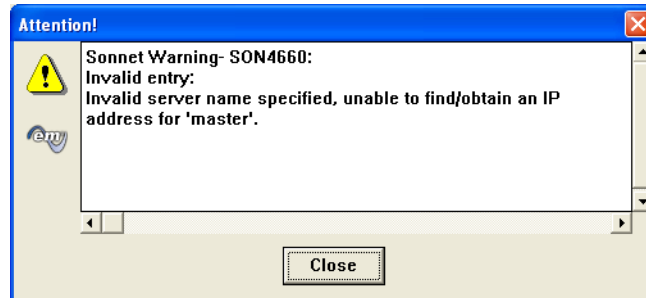 Attention!
Sonnet Warning- SON4660:
Invalid entry:
Invalid server name specified, unable to find/obtain an IP
address for 'master'.
em
Close